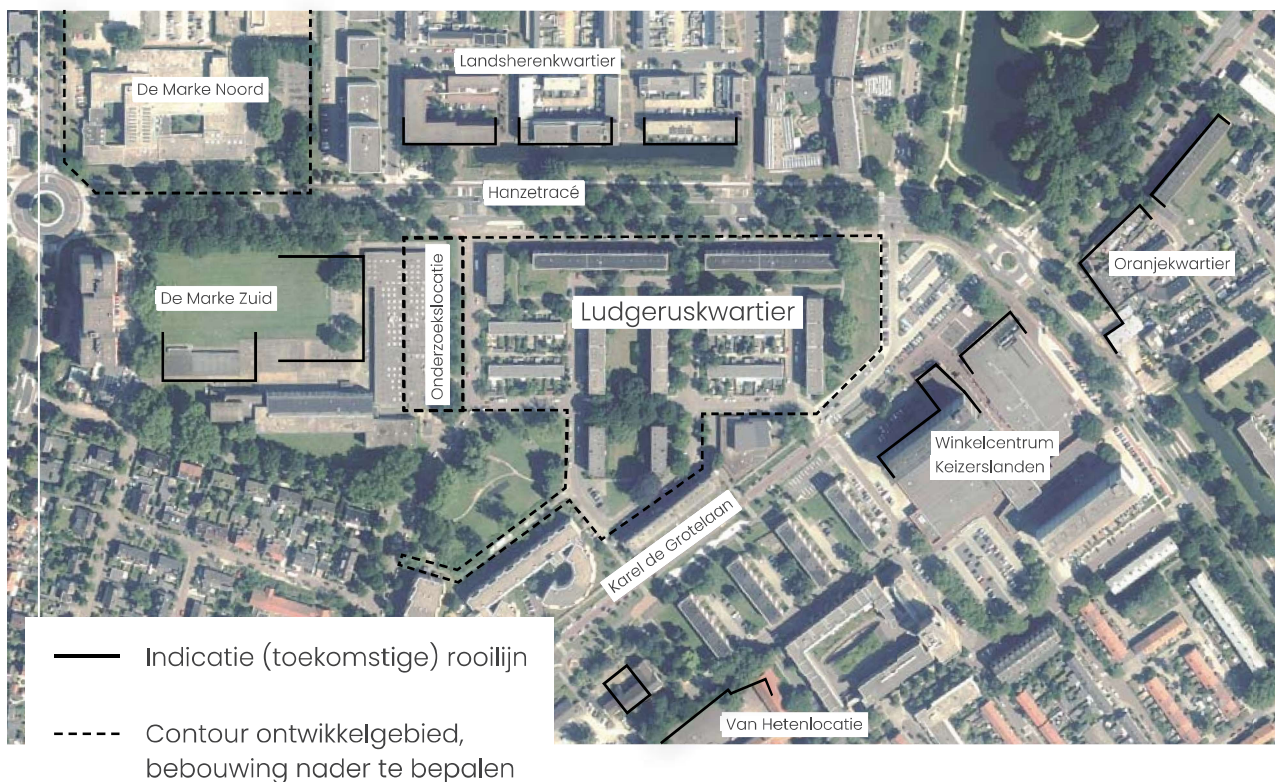 Landsherenkwartier
De Marke Noord
Hanzetracé
Oranjekwartier
De Marke Zuid
Ludgeruskwartier
Onderzoekslocatie
Winkelcentrum
Keizerslanden
Karel de Grotelaan
Van Hetenlocatie
Indicatie (toekomstige) rooilijn
Contour ontwikkelgebied,
bebouwing nader te bepalen